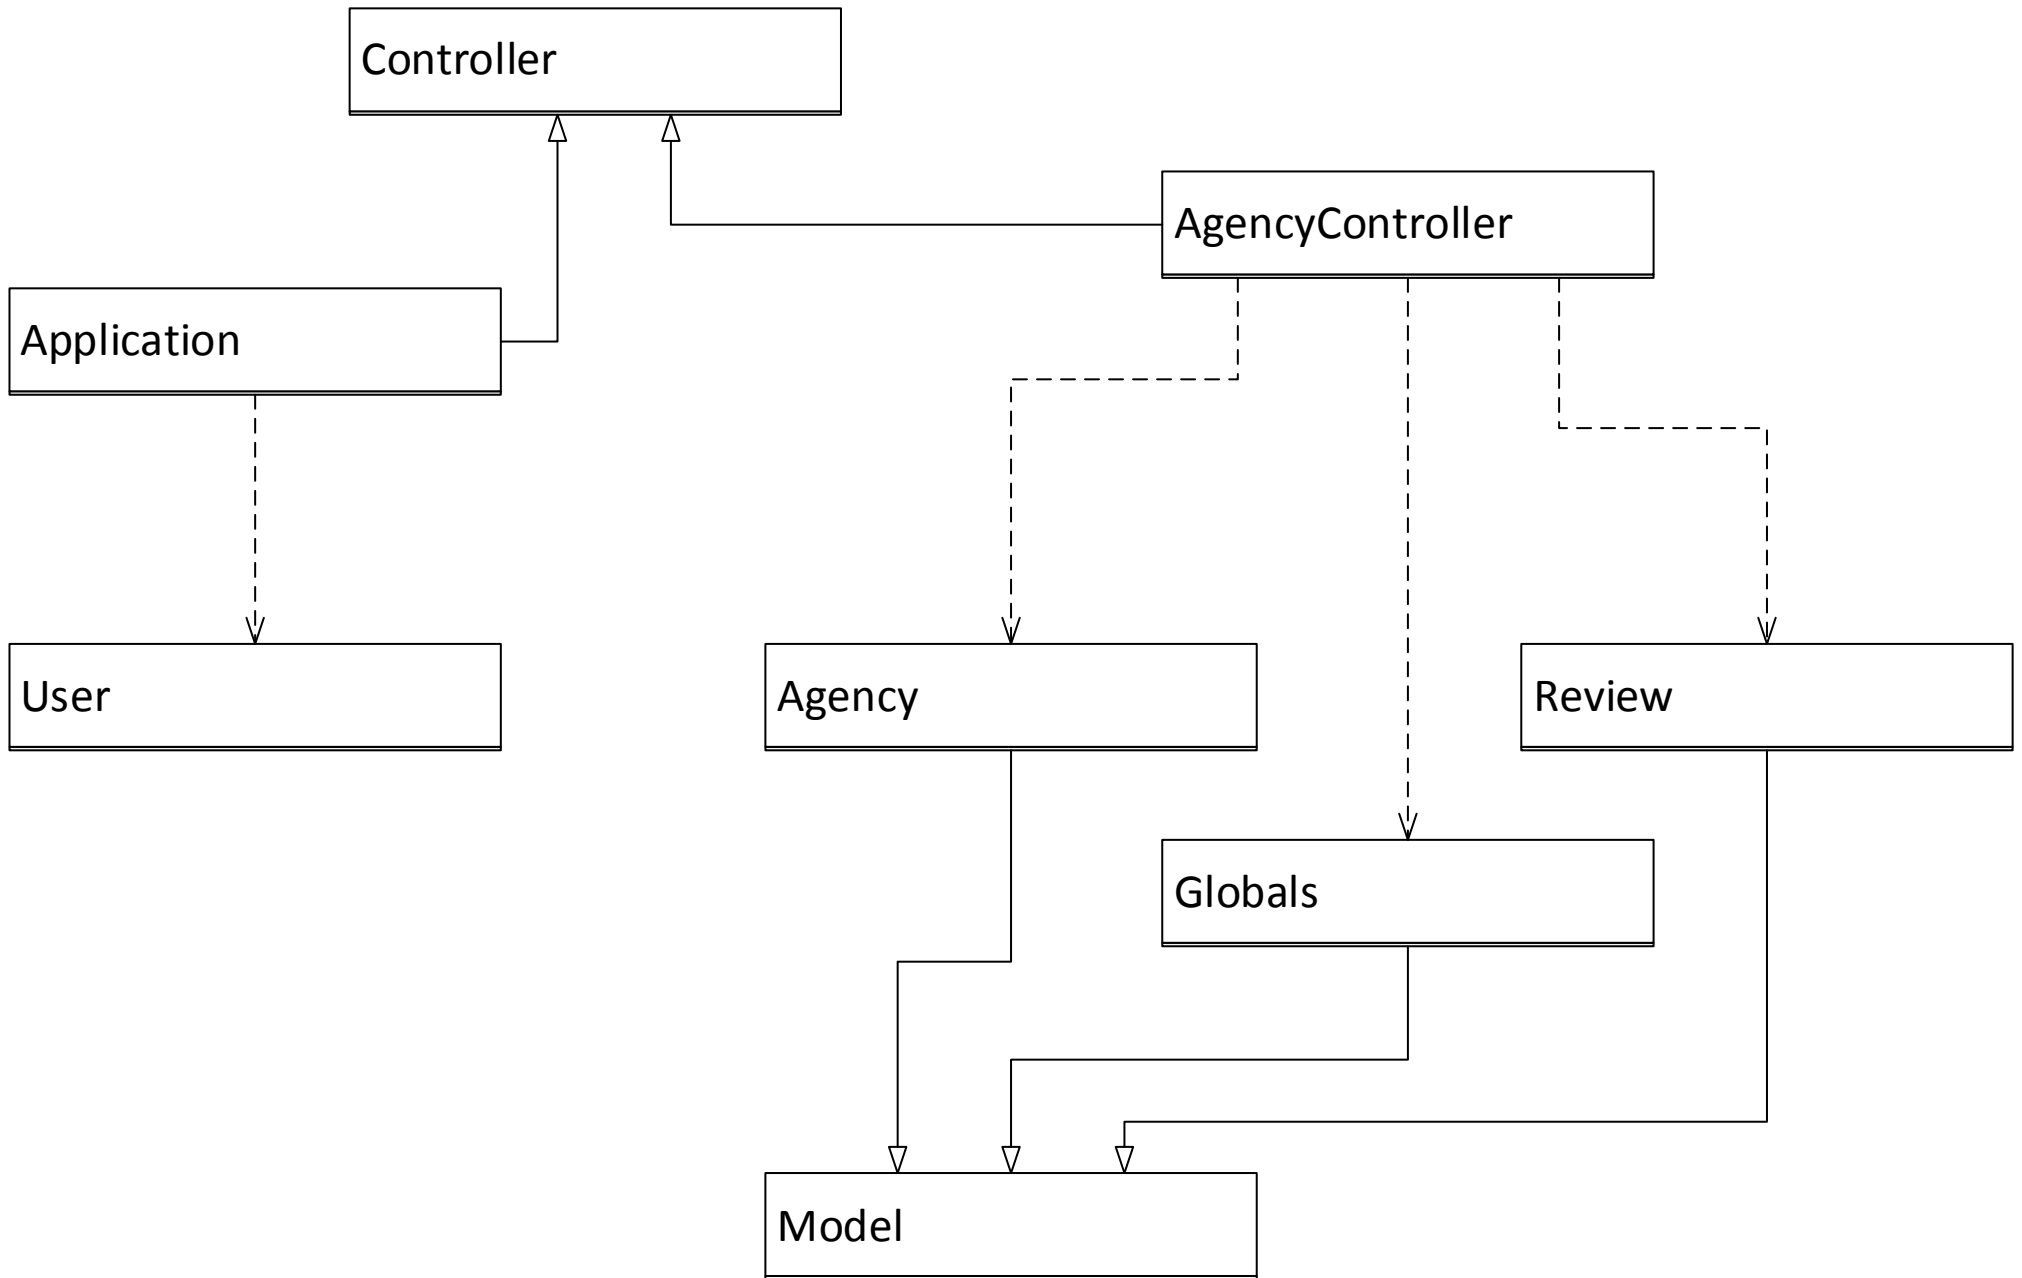 Controller
AgencyController
Application
User
Agency
Review
Globals
Model